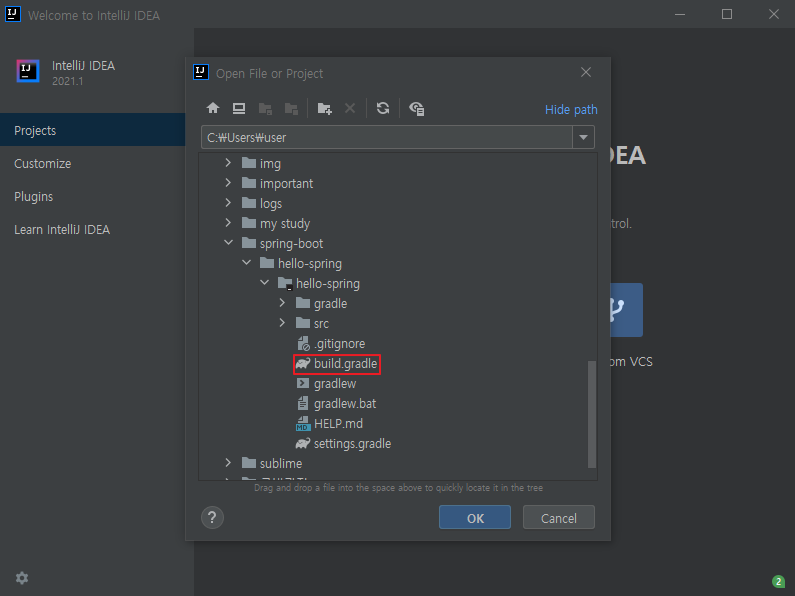 Welcome to IntelliJ IDEA
IntelliJ IDEA
2021.1
Projects
Customize
Plugins
Learn IntelliJ IDEA
Open File or Project
Hide path
C:₩Users₩user
img
important
logs
my study
spring-boot
hello-spring
hello-spring
gradle
src
.gitignore
build.gradle
gradlew
gradlew.bat
HELP.md
settings.gradle
sublime
Drag and drop a file into the space above to quickly locate it in the tree
?
OK
Cancel
DEA
trol.
om VCS
2